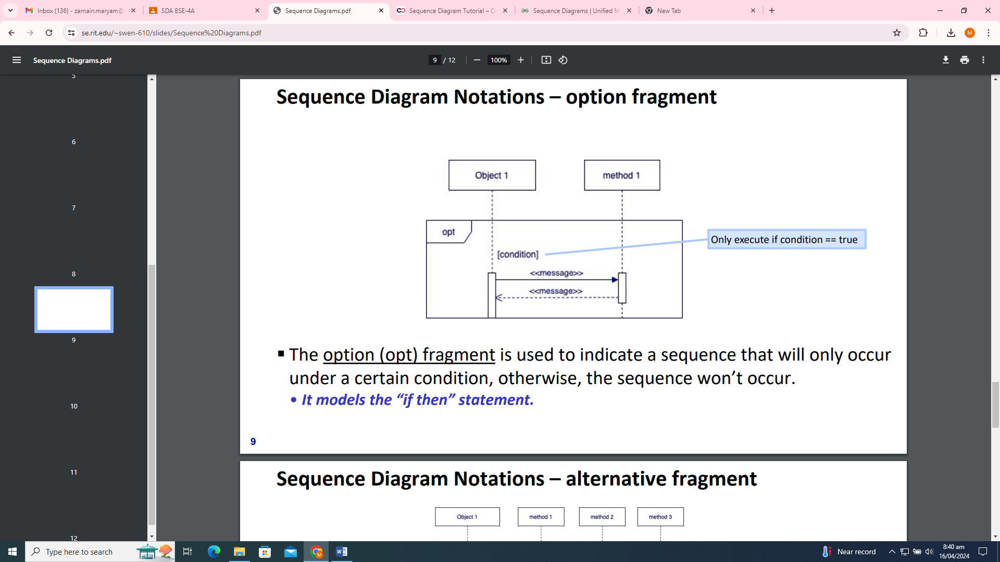 Inbox (136) - zarnain.maryam@
SDA BSE-4A
Sequence Diagrams.pdf
Sequence Diagram Tutorial – C
Sequence Diagrams | Unified M
New Tab
se.rit.edu/~swen-610/slides/Sequence%20Diagrams.pdf
M
Sequence Diagrams.pdf
9 / 12
100%
5
6
7
8
9
10
11
12
Sequence Diagram Notations – option fragment
Object 1
method 1
opt
Only execute if condition == true
[condition]
<<message>>
<<message>>
▪ The option (opt) fragment is used to indicate a sequence that will only occur
under a certain condition, otherwise, the sequence won’t occur.
• It models the “if then” statement.
9
Sequence Diagram Notations – alternative fragment
Object 1
method 1
method 2
method 3
Type here to search
Near record
8:40 am
16/04/2024